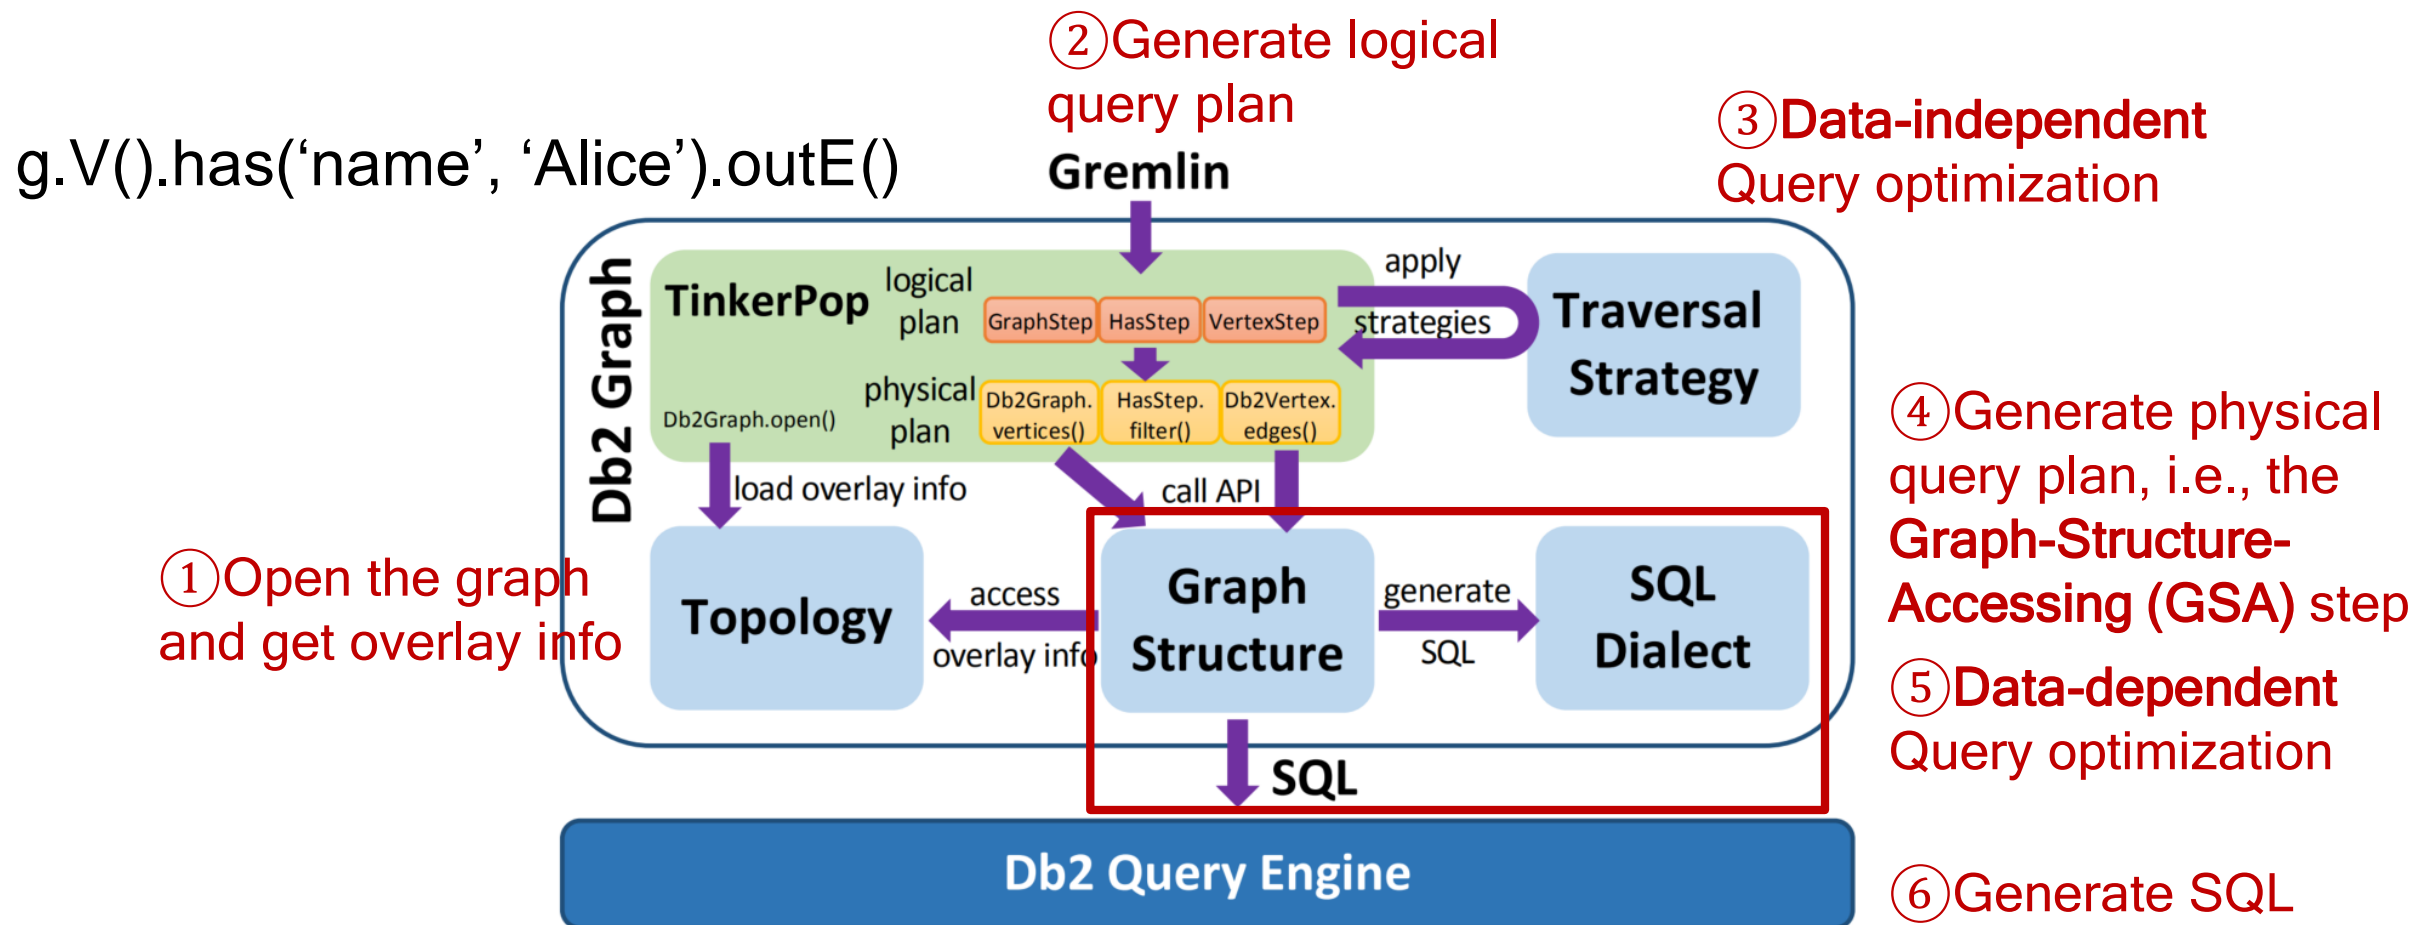 ②Generate logical
query plan
③Data-independent
Query optimization
g.V().has(‘name’, ‘Alice’).outE()
Gremlin
Db2 Graph
TinkerPop
logical
plan
GraphStep
HasStep
VertexStep
apply
strategies
Traversal
Strategy
physical
plan
Db2Graph.
vertices()
HasStep.
filter()
Db2Vertex.
edges()
Db2Graph.open()
④Generate physical
query plan, i.e., the
Graph-Structure-
Accessing (GSA) step
load overlay info
call API
①Open the graph
and get overlay info
Topology
access
overlay info
Graph
Structure
generate
SQL
SQL
Dialect
⑤Data-dependent
Query optimization
SQL
Db2 Query Engine
⑥Generate SQL